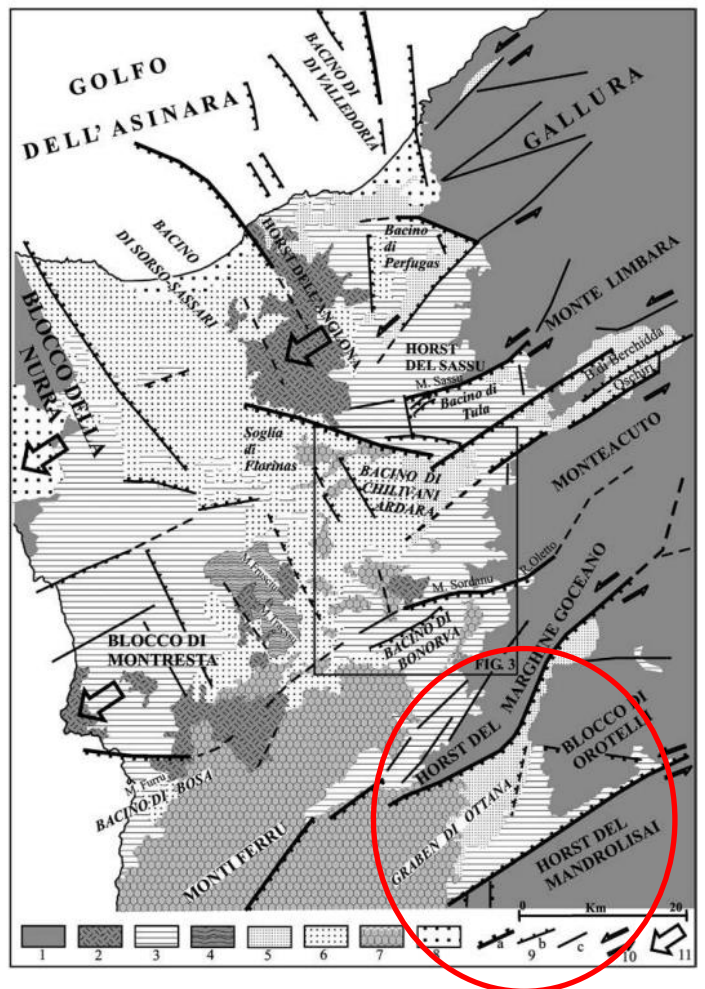 GOLFO
DELL'ASINARA
BACINO DI
DI VALLEDORIA
GALLURA
BACINO
DI SORSO-SASSARI
HORST DELL'ANGLONA
Bacino
di
Perfugas
MONTE LIMBARA
BLOCCO DELLA
NURRA
HORST
DEL SASSU
M. Sassu
Bacino di
Tula
B. di Berchidda
Oschiri
Soglia
di
Florinas
BACINO DI
CHILIVANI
ARDARA
MONTEACUTO
M. Sordanu
R.Oletto
BLOCCO DI
MONTRESTA
BACINO DI
BONORVA
FIG. 3
HORST DEL MARGHINE GOCEANO
BLOCCO DI
OROTELLI
M. Furru
BACINO DI BOSA
MONTI FERRU
GRABEN DI OTTANA
HORST DEL
MANDROLISAI
0 Km 20
a b c
1 2 3 4 5 6 7 8 9 10 11